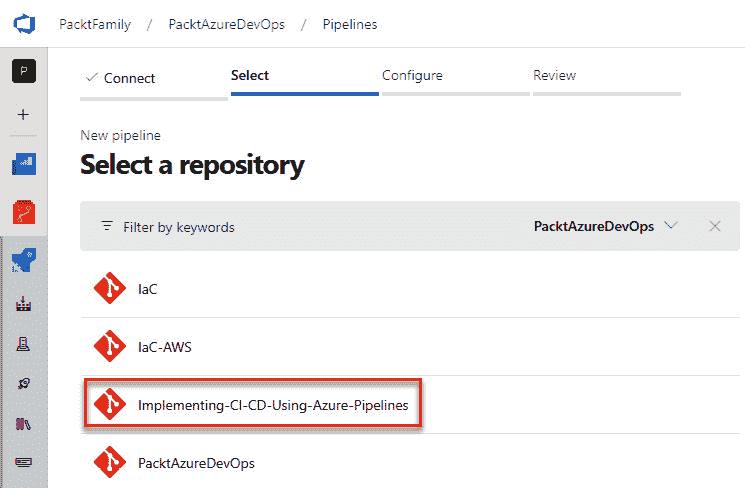 PacktFamily / PacktAzureDevOps / Pipelines
P
Connect Select Configure Review
New pipeline
Select a repository
Filter by keywords PacktAzureDevOps
IaC
IaC-AWS
Implementing-CI-CD-Using-Azure-Pipelines
PacktAzureDevOps